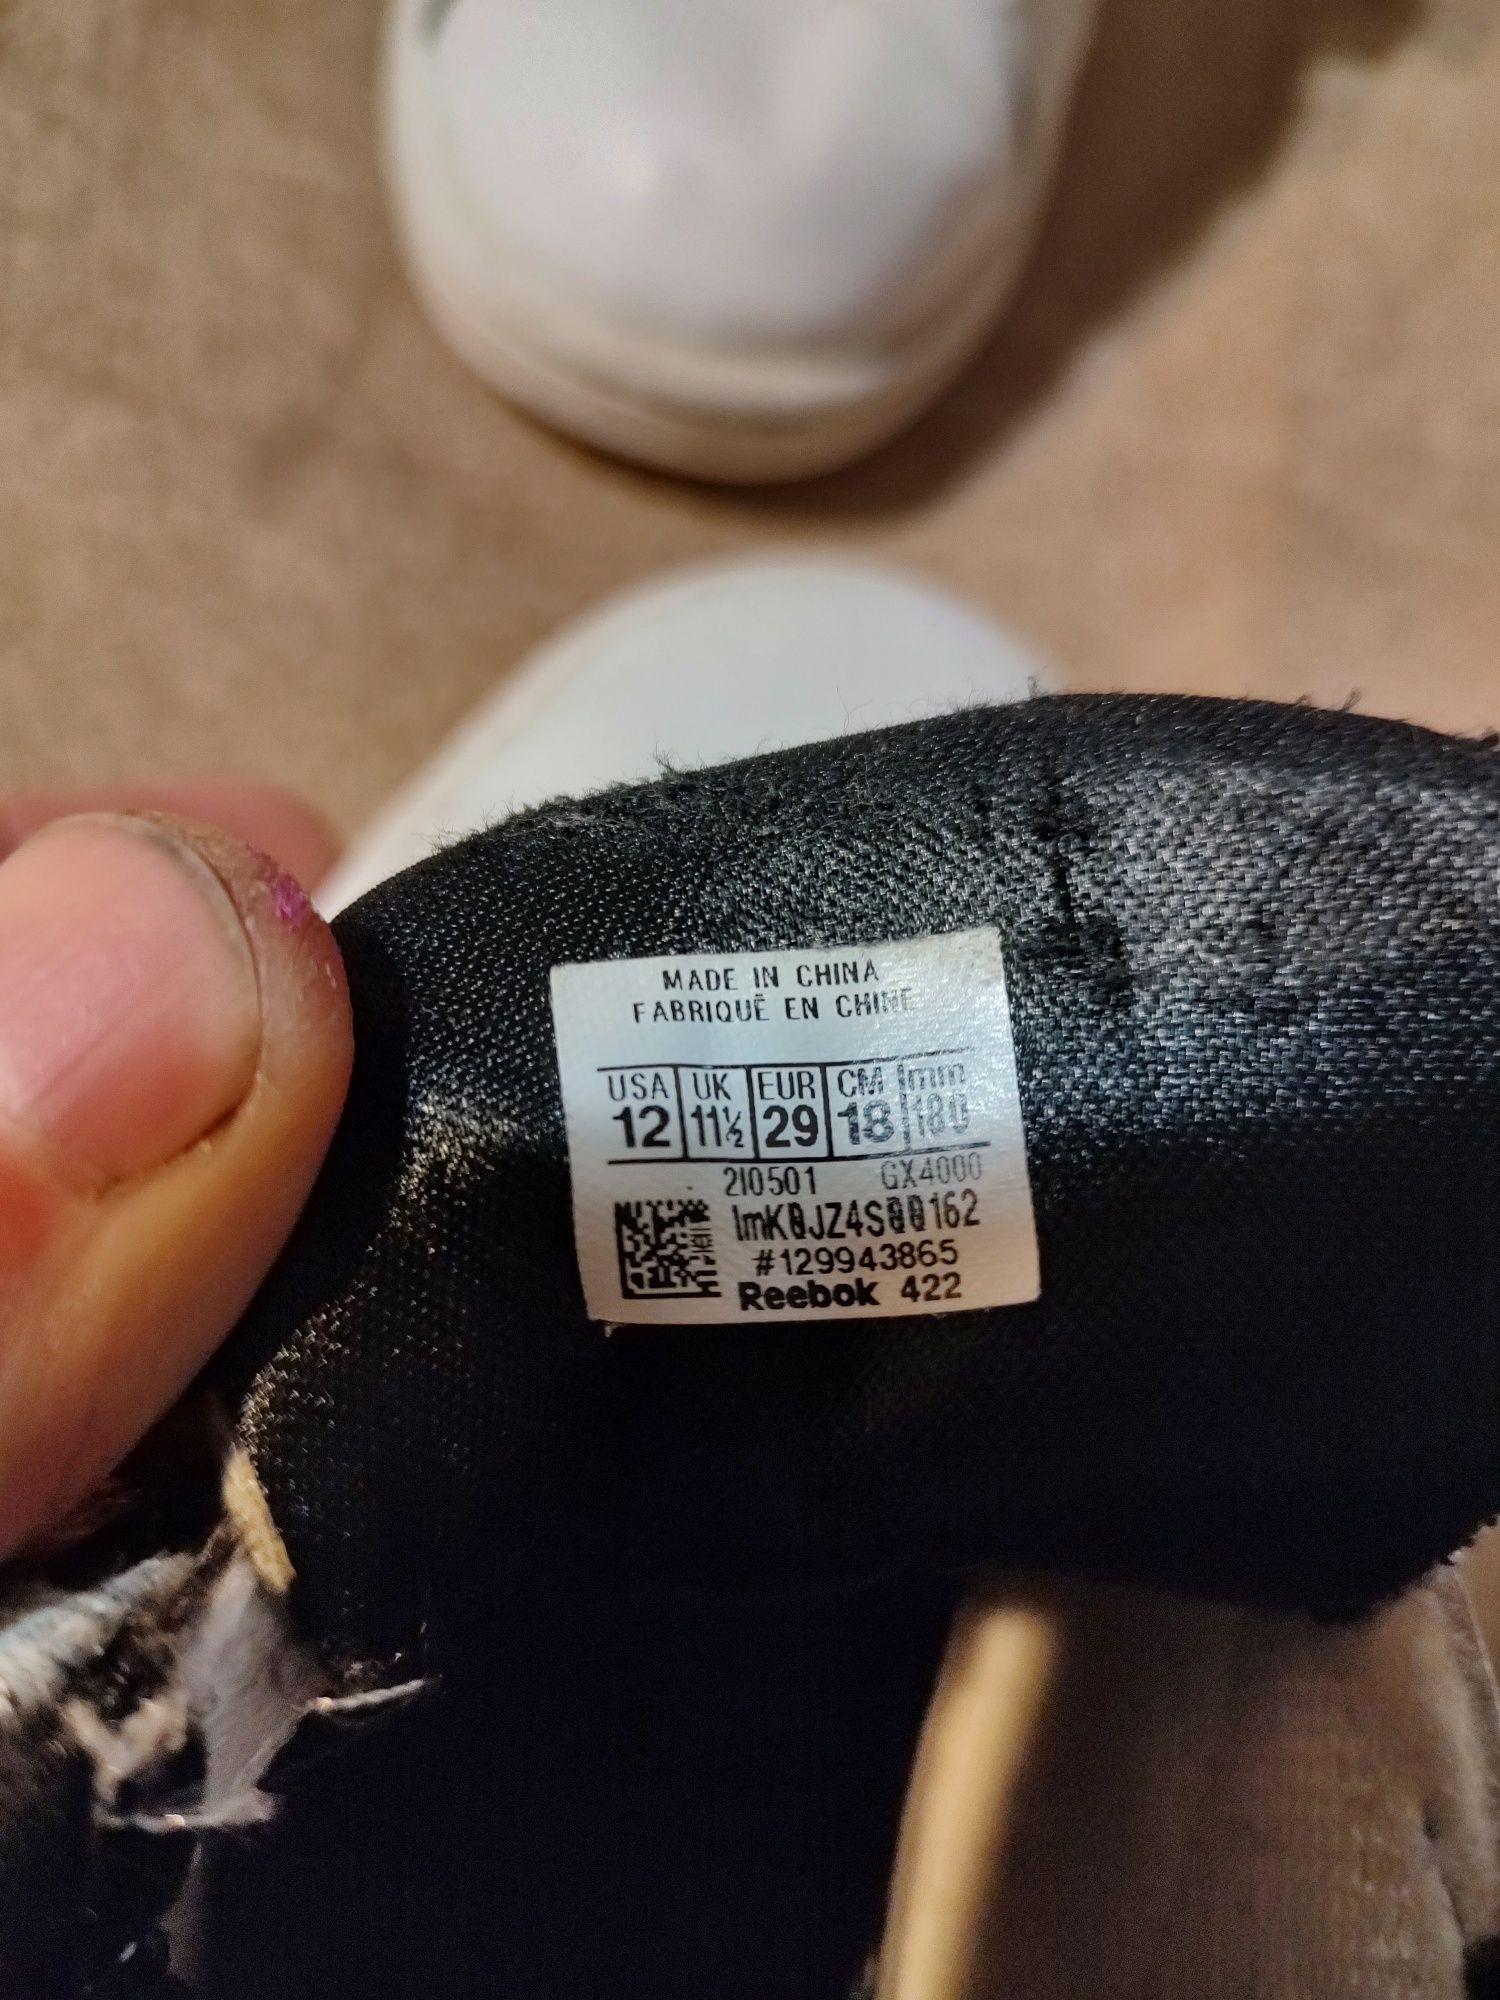 MADE IN CHINA
FABRIQUÉ EN CHINE
USA UK EUR CM mm
12 11½ 29 18 180
2I0501 GX4000
#129943865
Reebok 422